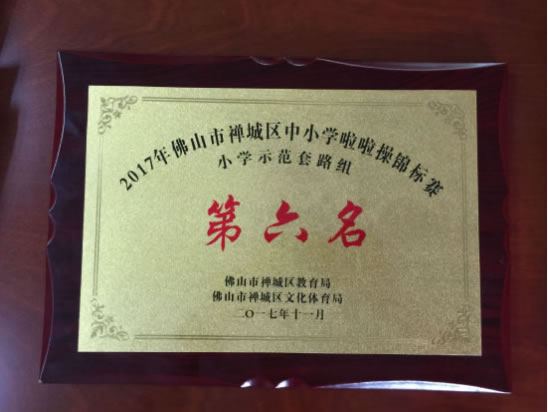 2017年佛山市禅城区中小学啦啦操锦标赛
小学示范套路组
第六名
佛山市禅城区教育局
佛山市禅城区文化体育局
二〇一七年十一月